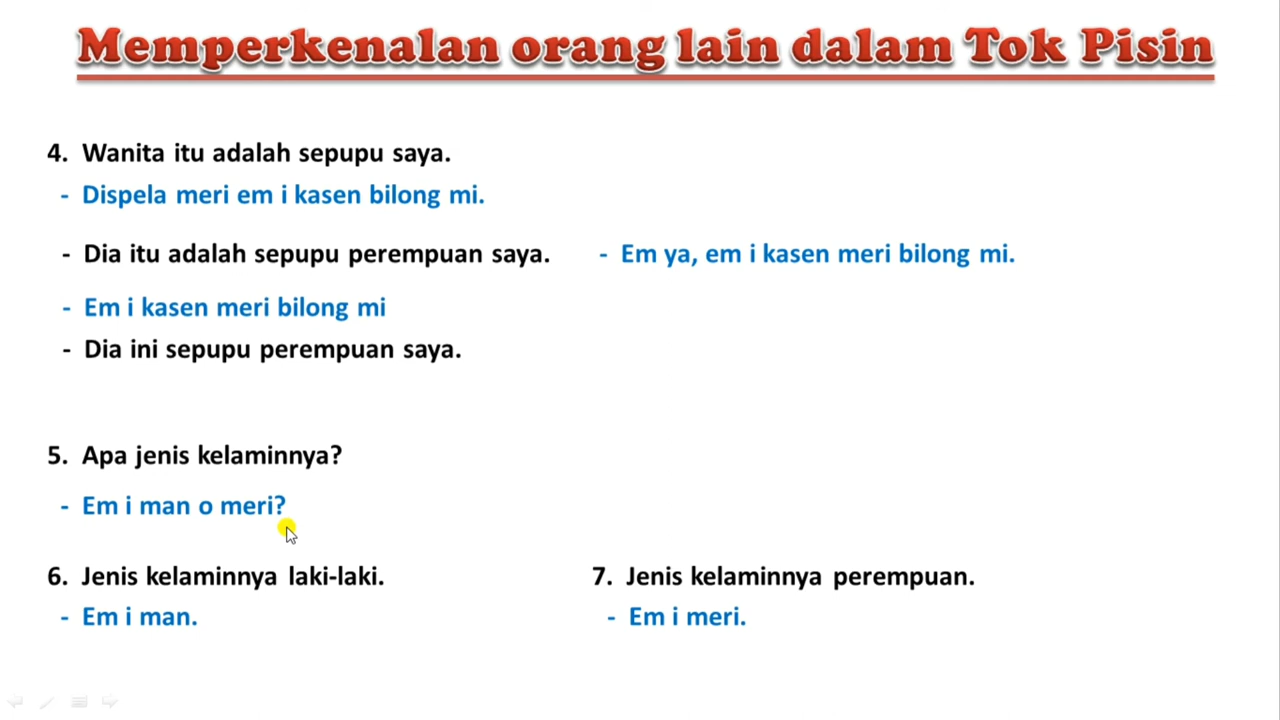 Memperkenalan orang lain dalam Tok Pisin
4. Wanita itu adalah sepupu saya.
- Dispela meri em i kasen bilong mi.
- Dia itu adalah sepupu perempuan saya. - Em ya, em i kasen meri bilong mi.
- Em i kasen meri bilong mi
- Dia ini sepupu perempuan saya.
5. Apa jenis kelaminnya?
- Em i man o meri?
6. Jenis kelaminnya laki-laki. 7. Jenis kelaminnya perempuan.
- Em i man. - Em i meri.